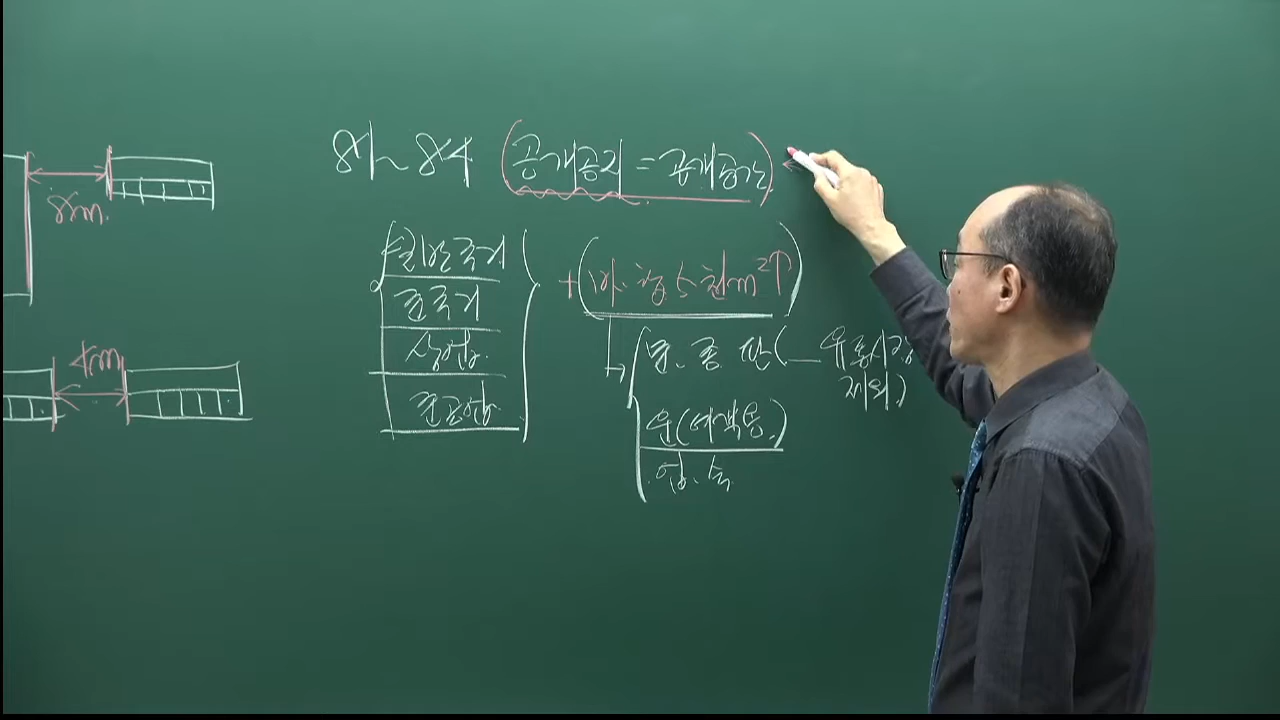 81~84 (공개공지=공개공간)
8m
일반주거
준주거
상업
준공업
+(바.합 5천m²↑)
문.종.판(_유통시장
제외)
운(여객용)
업.숙
4m